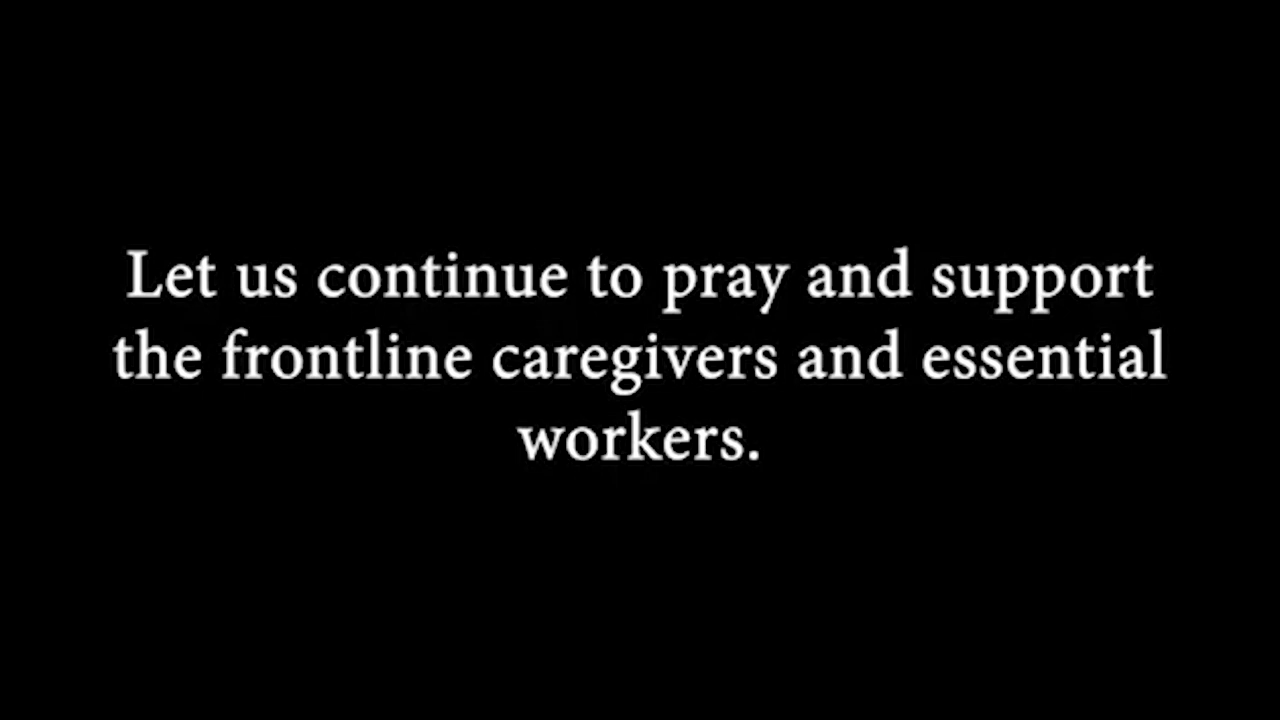 Let us continue to pray and support
the frontline caregivers and essential
workers.